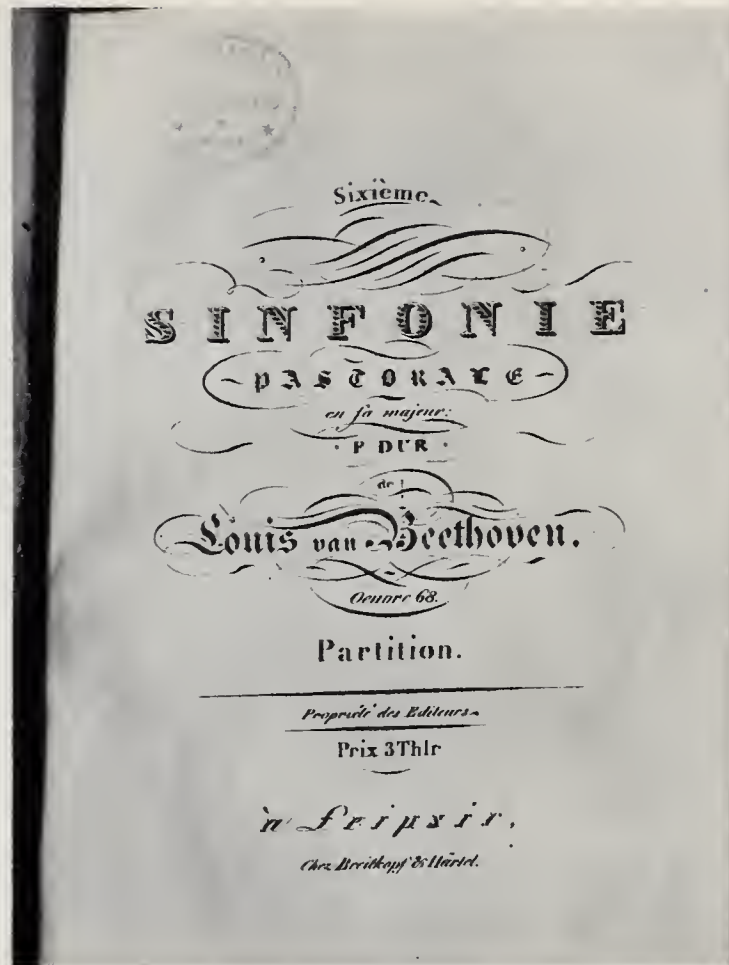 Sixième
SINFONIE
PASTORALE
en fa majeur:
F DUR
de
Louis van Beethoven.
Oeuvre 68.
Partition.
Propriété des Editeurs
Prix 3 Thlr
à Leipsic,
Chez Breitkopf & Härtel.